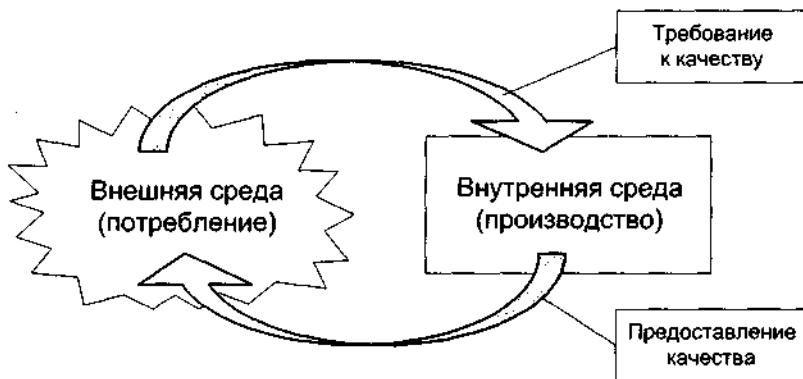 Требование
к качеству
Внешняя среда
(потребление)
Внутренняя среда
(производство)
Предоставление
качества